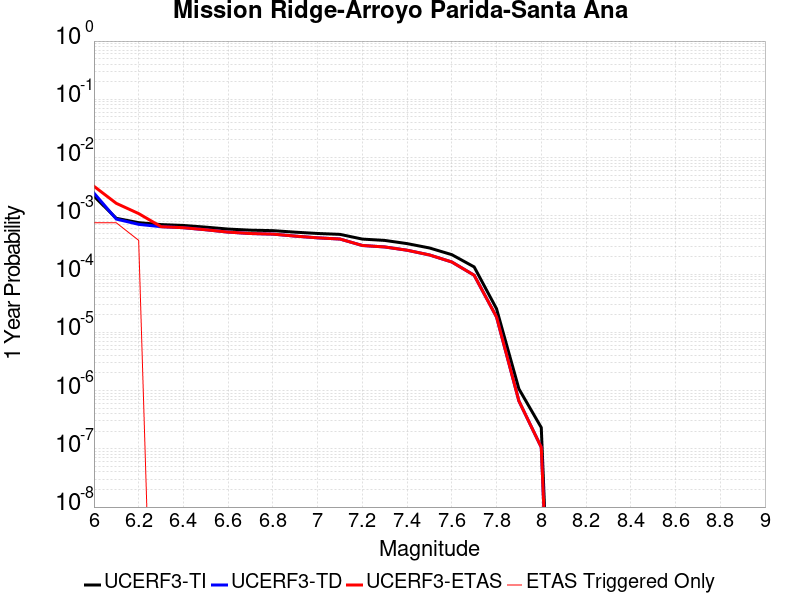 Mission Ridge-Arroyo Parida-Santa Ana
10^0
10^-1
10^-2
10^-3
10^-4
10^-5
10^-6
10^-7
10^-8
1 Year Probability
6 6.2 6.4 6.6 6.8 7 7.2 7.4 7.6 7.8 8 8.2 8.4 8.6 8.8 9
Magnitude
UCERF3-TI UCERF3-TD UCERF3-ETAS ETAS Triggered Only